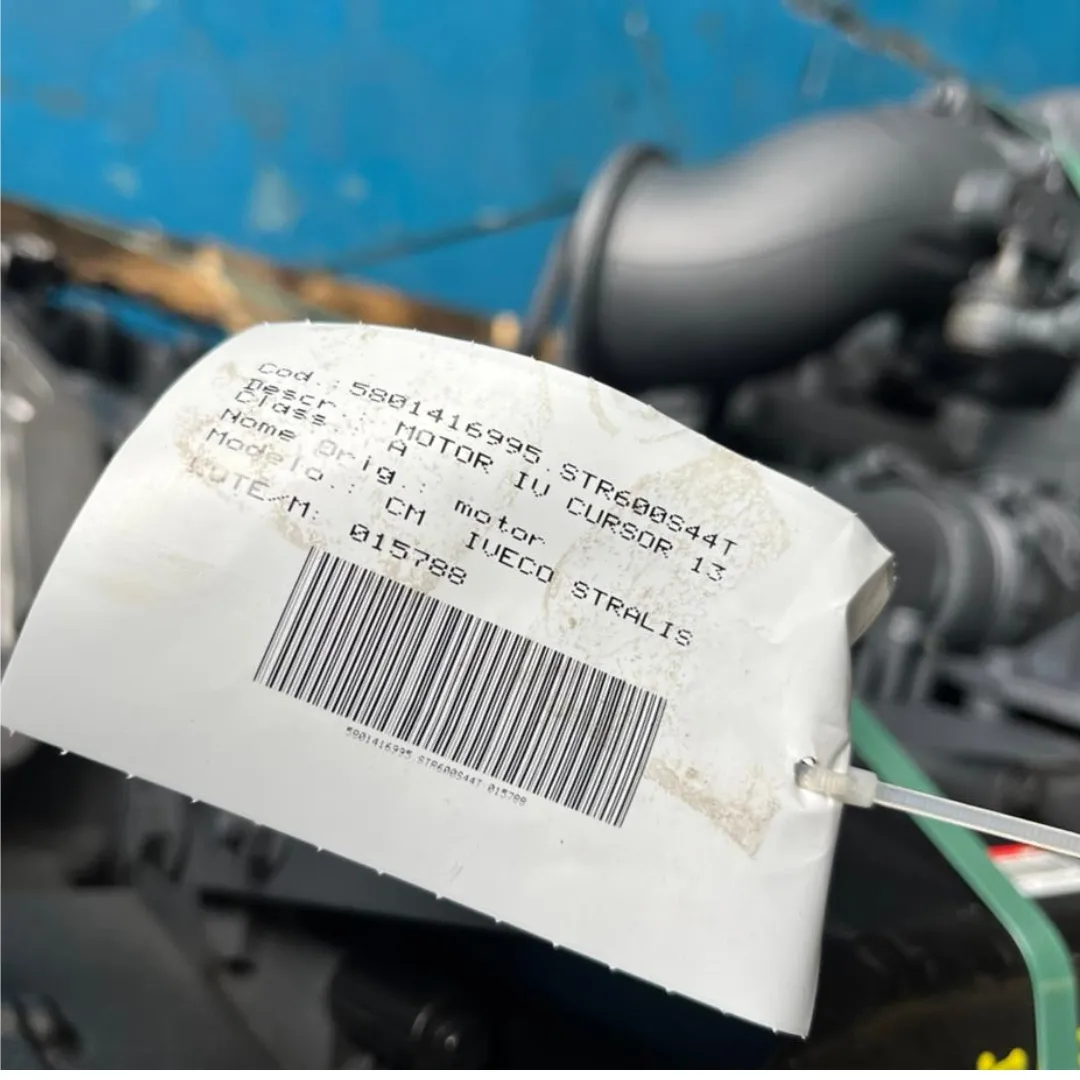 Cod.: 5801416995.STR600S44T
Descr.: MOTOR IV CURSOR 13
Class.: A
Nome Orig.: motor
Modelo.: CM IVECO STRALIS
LOTE/M: 015788
5801416995.STR600S44T.015788